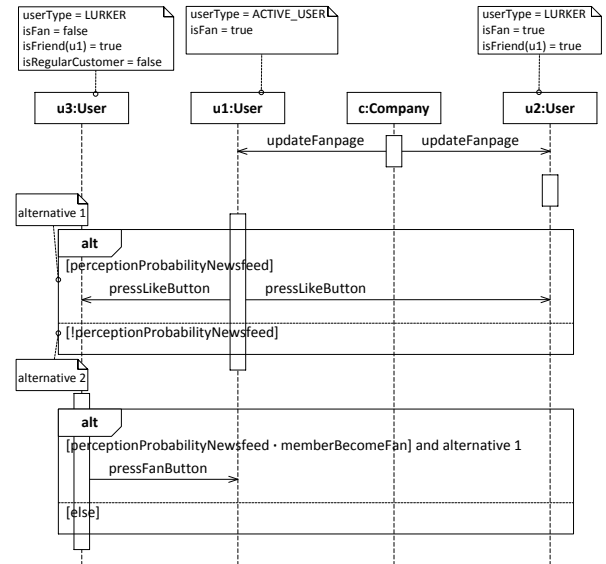 userType = LURKER
isFan = false
isFriend(u1) = true
isRegularCustomer = false
userType = ACTIVE_USER
isFan = true
userType = LURKER
isFan = true
isFriend(u1) = true
u3:User
u1:User
c:Company
u2:User
updateFanpage
updateFanpage
alternative 1
alt
[perceptionProbabilityNewsfeed]
pressLikeButton
pressLikeButton
[!perceptionProbabilityNewsfeed]
alternative 2
alt
[perceptionProbabilityNewsfeed · memberBecomeFan] and alternative 1
pressFanButton
[else]